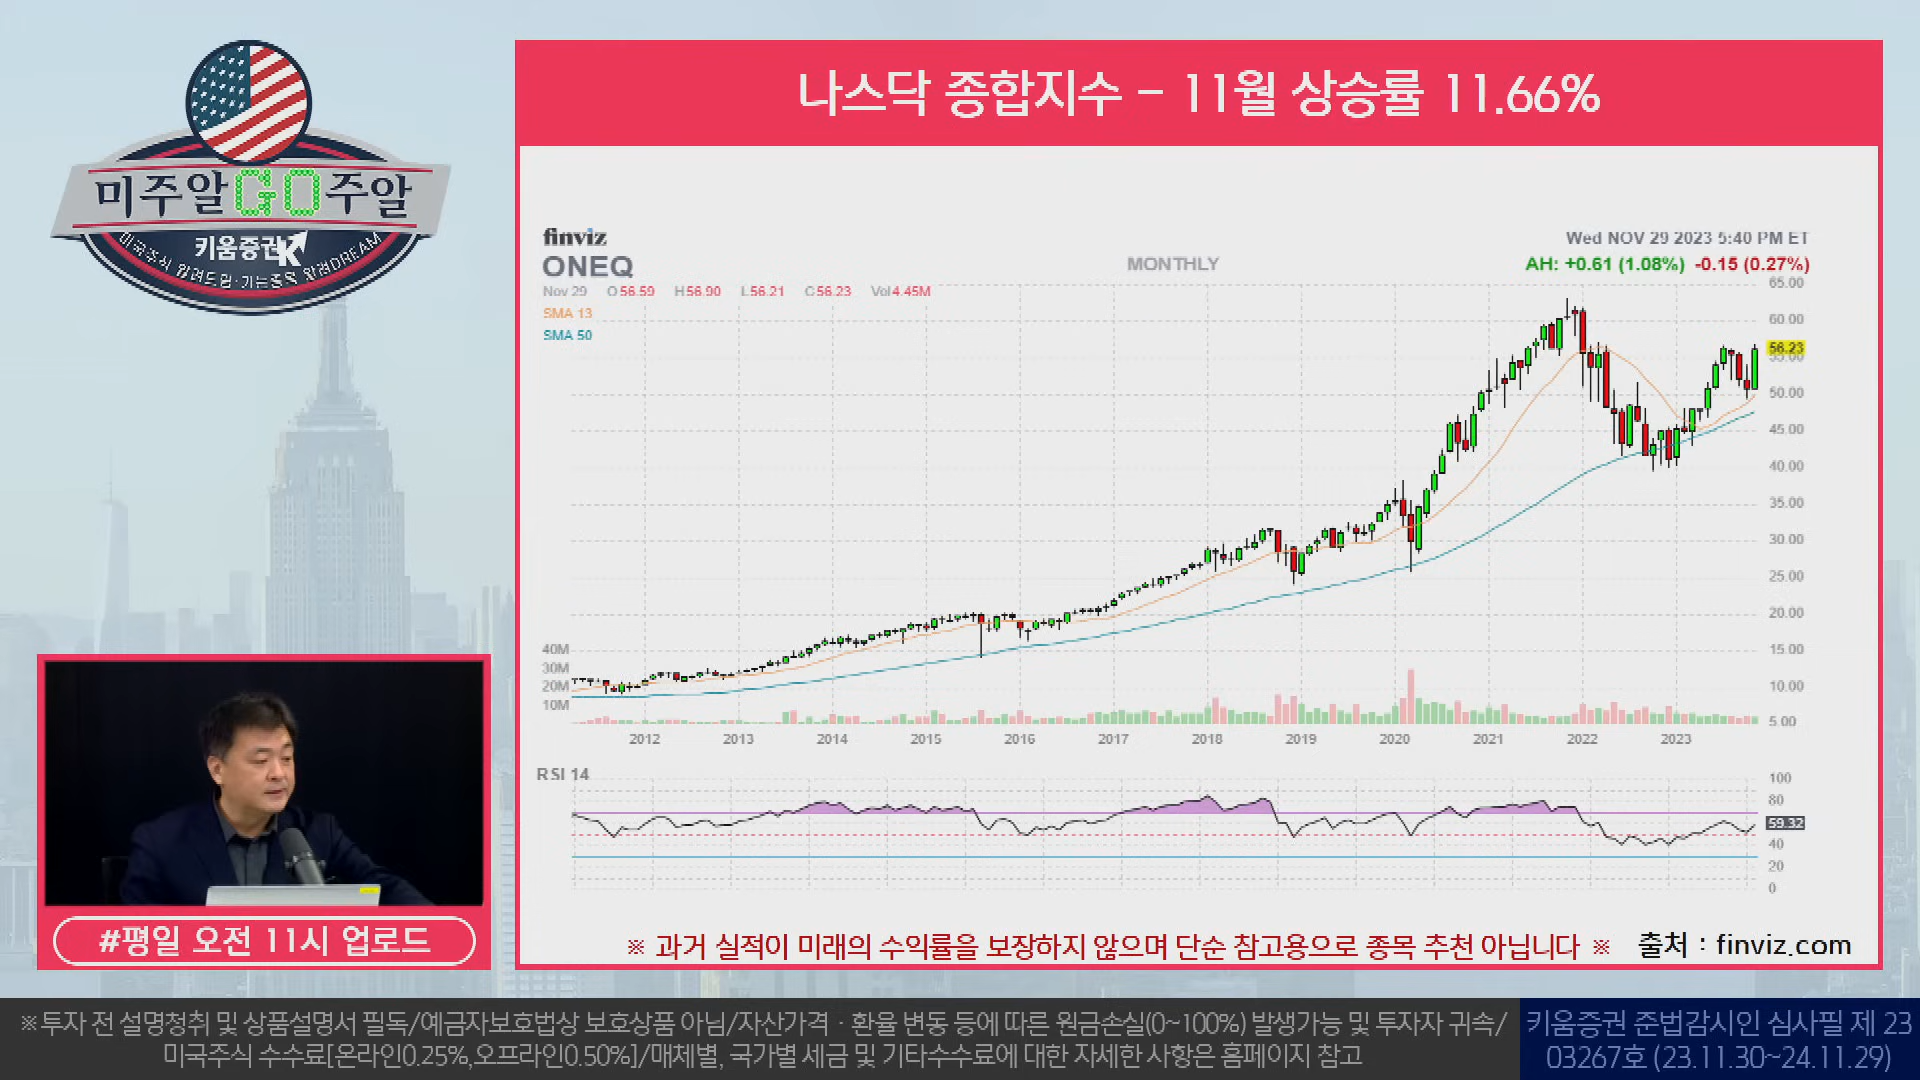 미주알GO주알
키움증권
나스닥 종합지수 - 11월 상승률 11.66%
finviz
Wed NOV 29 2023 5:40 PM ET
ONEQ
MONTHLY
AH: +0.61 (1.08%) -0.15 (0.27%)
Nov 29 O56.59 H56.90 L56.21 C56.23 Vol4.45M
SMA 13
SMA 50
65.00
60.00
56.23
55.00
50.00
45.00
40.00
35.00
30.00
25.00
20.00
15.00
10.00
5.00
40M
30M
20M
10M
2012 2013 2014 2015 2016 2017 2018 2019 2020 2021 2022 2023
RSI 14
100
80
59.32
40
20
0
#평일 오전 11시 업로드
※ 과거 실적이 미래의 수익률을 보장하지 않으며 단순 참고용으로 종목 추천 아닙니다 ※ 출처 : finviz.com
※투자 전 설명청취 및 상품설명서 필독/예금자보호법상 보호상품 아님/자산가격 · 환율 변동 등에 따른 원금손실(0~100%) 발생가능 및 투자자 귀속/
미국주식 수수료[온라인0.25%,오프라인0.50%]/매체별, 국가별 세금 및 기타수수료에 대한 자세한 사항은 홈페이지 참고
키움증권 준법감시인 심사필 제 23
03267호 (23.11.30~24.11.29)